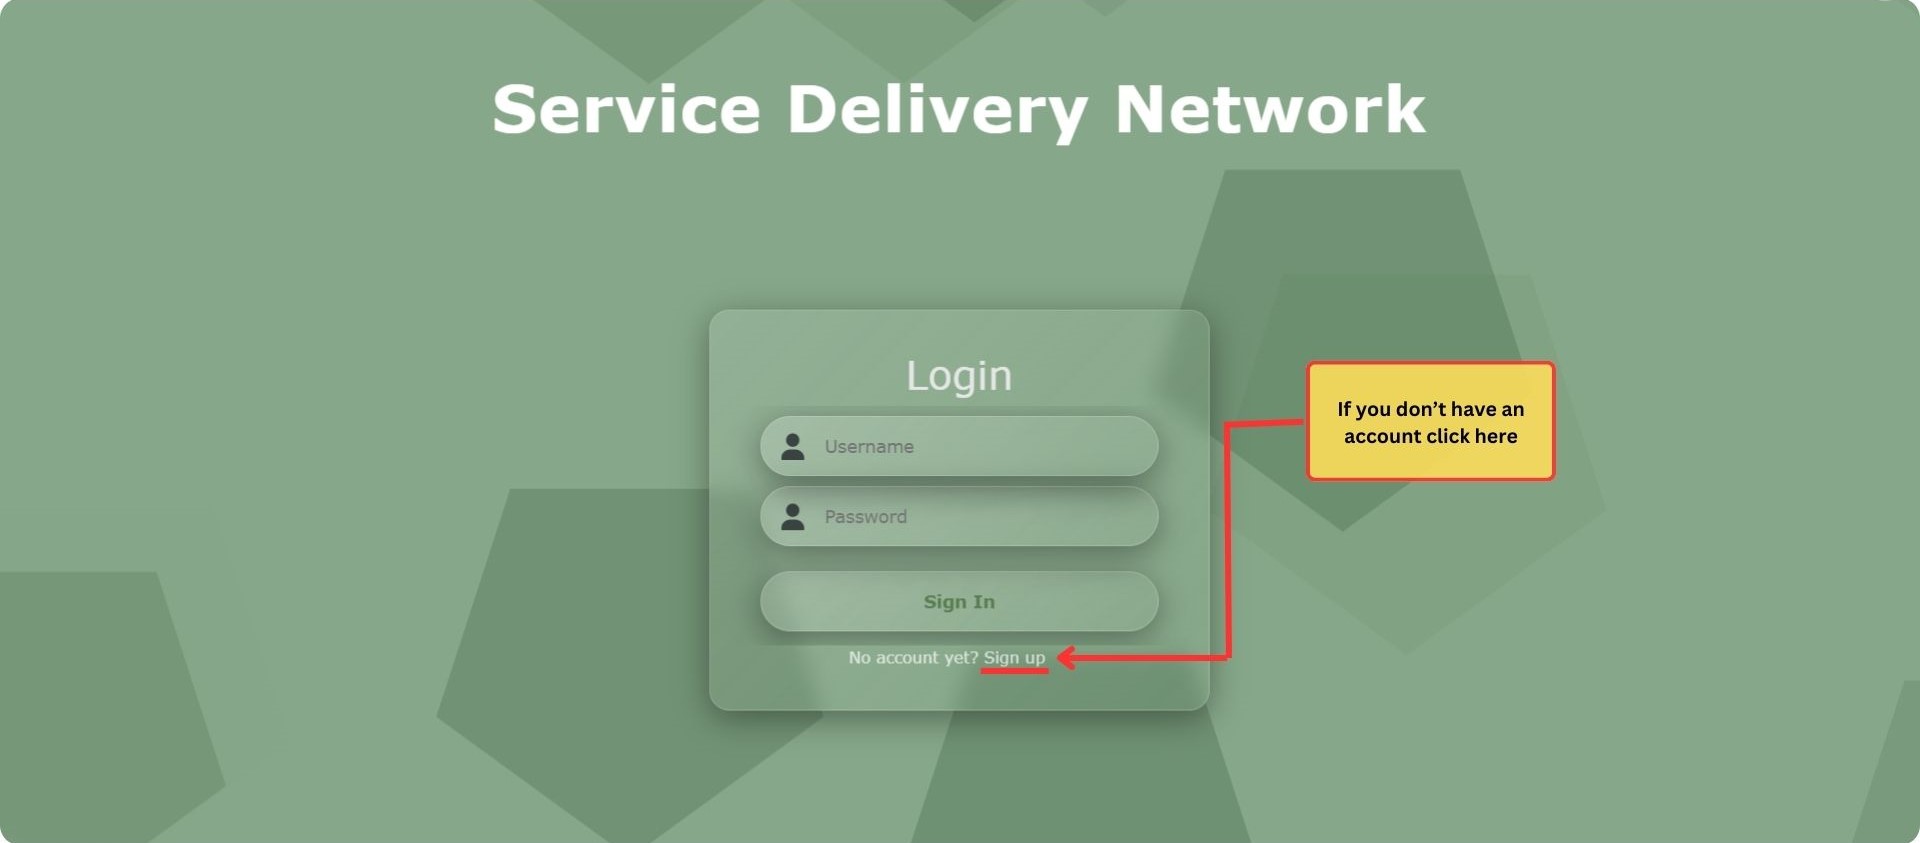 Service Delivery Network
Login
Username
Password
Sign In
No account yet? Sign up
If you don’t have an
account click here